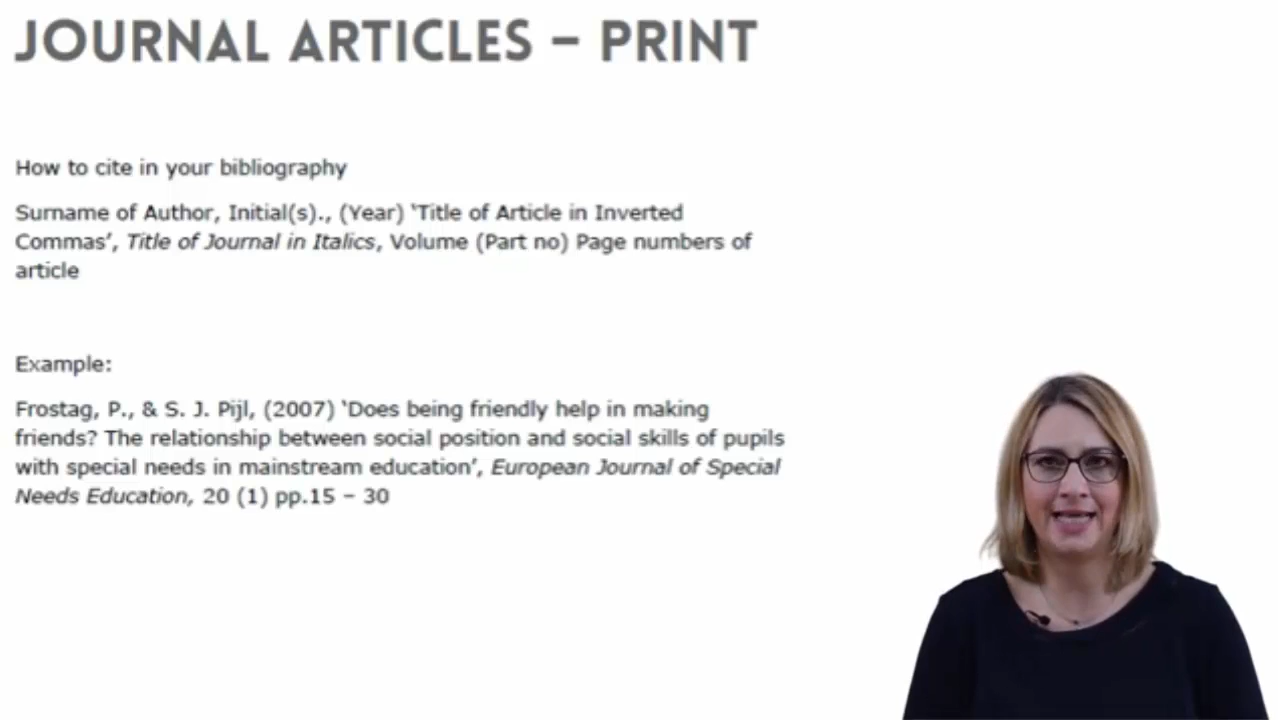 JOURNAL ARTICLES – PRINT
How to cite in your bibliography
Surname of Author, Initial(s)., (Year) ‘Title of Article in Inverted
Commas’, Title of Journal in Italics, Volume (Part no) Page numbers of
article
Example:
Frostag, P., & S. J. Pijl, (2007) ‘Does being friendly help in making
friends? The relationship between social position and social skills of pupils
with special needs in mainstream education’, European Journal of Special
Needs Education, 20 (1) pp.15 – 30